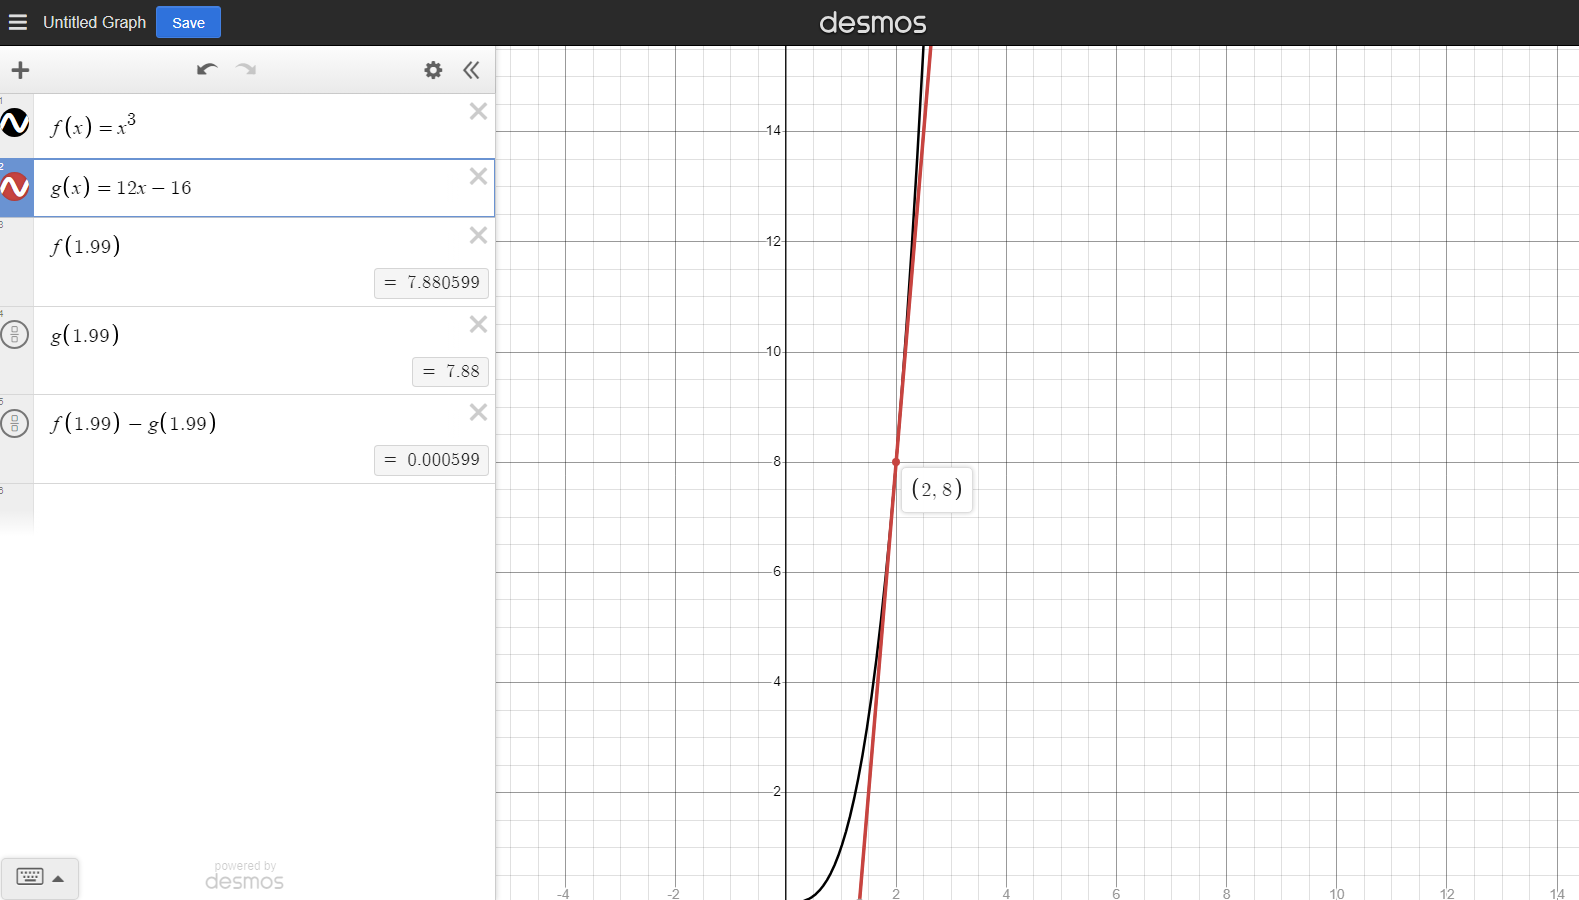 Untitled Graph Save desmos
1
f(x) = x³
2
g(x) = 12x − 16
3
f(1.99)
= 7.880599
4
g(1.99)
= 7.88
5
f(1.99) − g(1.99)
= 0.000599
6
powered by
desmos
14
12
10
8
(2, 8)
6
4
2
-4 -2 2 4 6 8 10 12 14